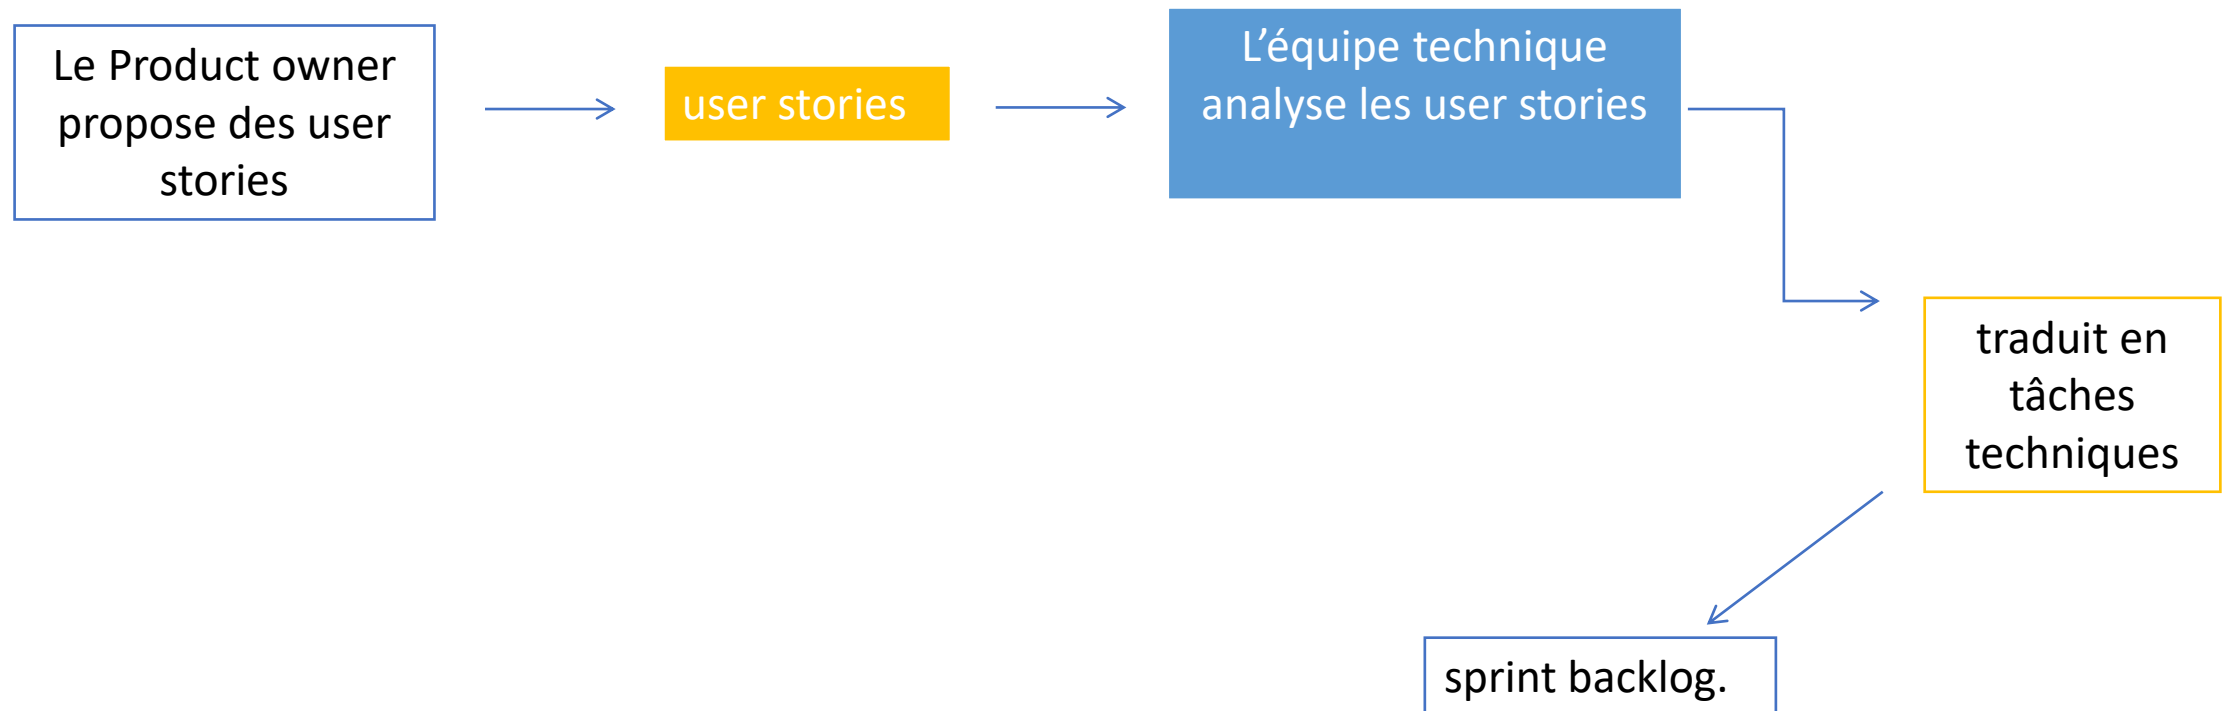 Le Product owner
propose des user
stories
user stories
L’équipe technique
analyse les user stories
traduit en
tâches
techniques
sprint backlog.